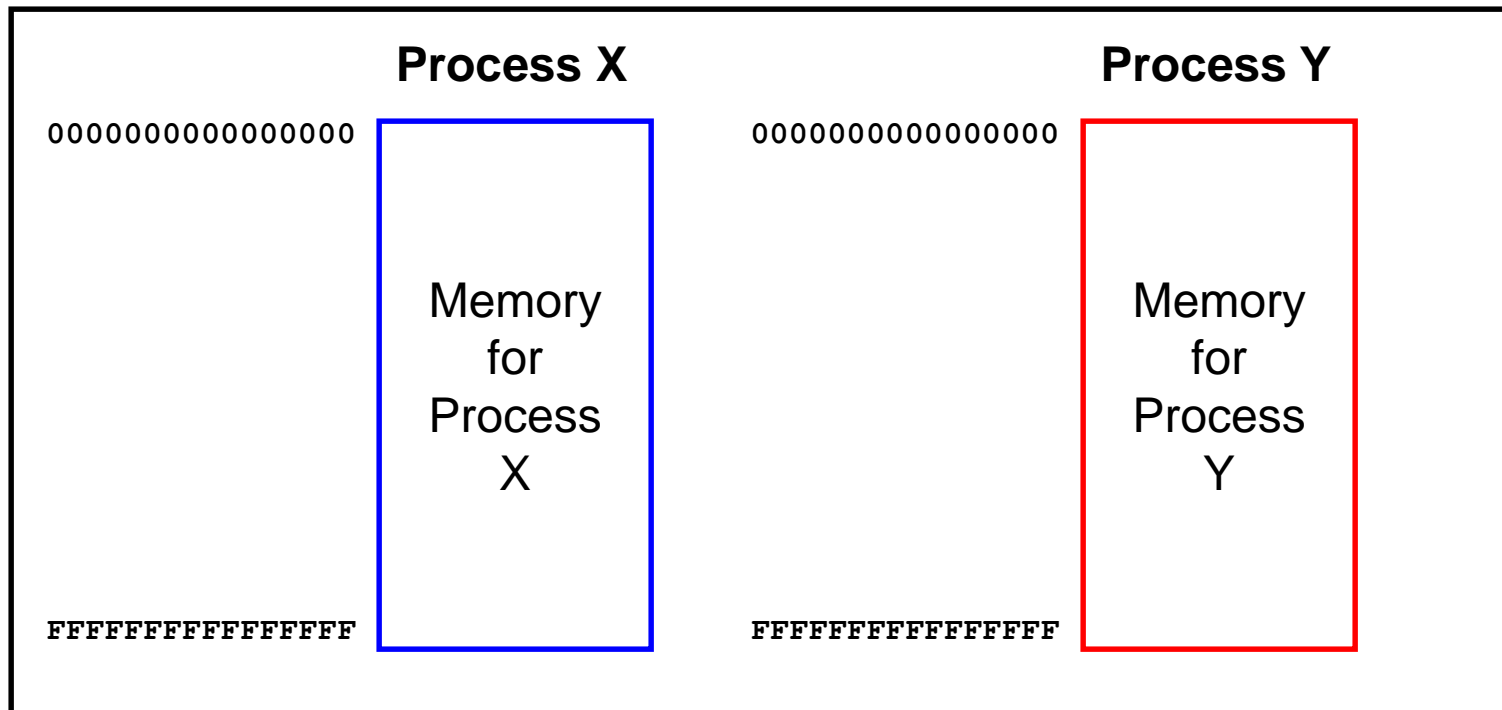 Process X
Process Y
0000000000000000
0000000000000000
Memory
for
Process
X
Memory
for
Process
Y
FFFFFFFFFFFFFFFF
FFFFFFFFFFFFFFFF